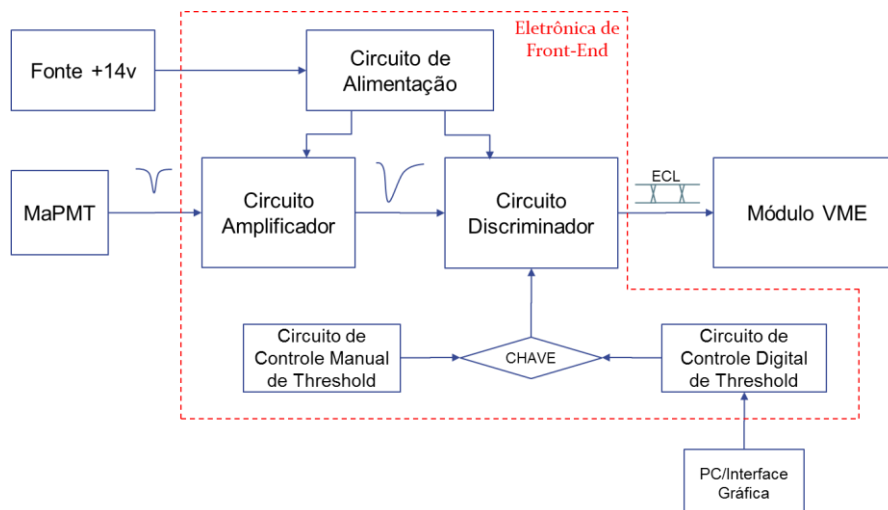 Eletrônica de
Front-End
Fonte +14v
Circuito de
Alimentação
MaPMT
Circuito
Amplificador
Circuito
Discriminador
ECL
Módulo VME
Circuito de
Controle Manual
de Threshold
CHAVE
Circuito de
Controle Digital
de Threshold
PC/Interface
Gráfica